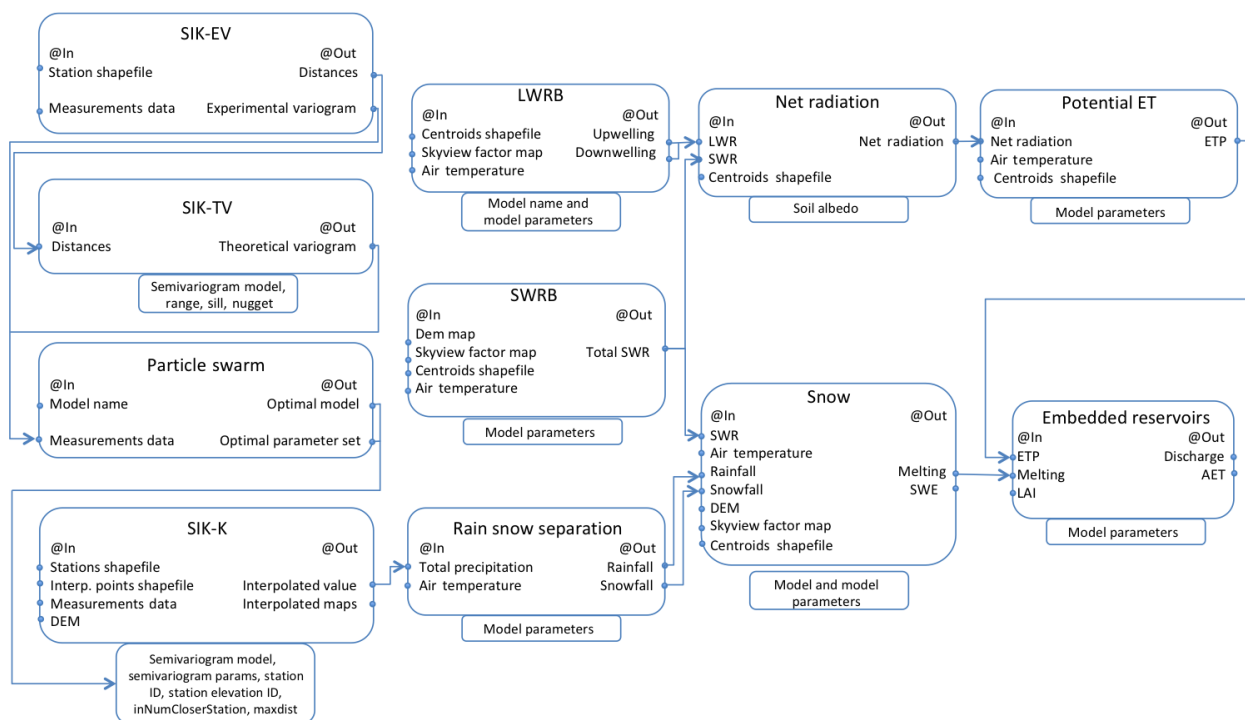 SIK-EV
@In
@Out
Station shapefile
Distances
Measurements data
Experimental variogram
SIK-TV
@In
@Out
Distances
Theoretical variogram
Semivariogram model,
range, sill, nugget
Particle swarm
@In
@Out
Model name
Optimal model
Measurements data
Optimal parameter set
SIK-K
@In
@Out
Stations shapefile
Interp. points shapefile
Interpolated value
Measurements data
Interpolated maps
DEM
Semivariogram model,
semivariogram params, station
ID, station elevation ID,
inNumCloserStation, maxdist
LWRB
@In
@Out
Centroids shapefile
Upwelling
Skyview factor map
Downwelling
Air temperature
Model name and
model parameters
SWRB
@In
@Out
Dem map
Skyview factor map
Total SWR
Centroids shapefile
Air temperature
Model parameters
Rain snow separation
@In
@Out
Total precipitation
Rainfall
Air temperature
Snowfall
Model parameters
Net radiation
@In
@Out
LWR
Net radiation
SWR
Centroids shapefile
Soil albedo
Snow
@In
@Out
SWR
Air temperature
Rainfall
Melting
Snowfall
SWE
DEM
Skyview factor map
Centroids shapefile
Model and model
parameters
Potential ET
@In
@Out
Net radiation
ETP
Air temperature
Centroids shapefile
Model parameters
Embedded reservoirs
@In
@Out
ETP
Discharge
Melting
AET
LAI
Model parameters